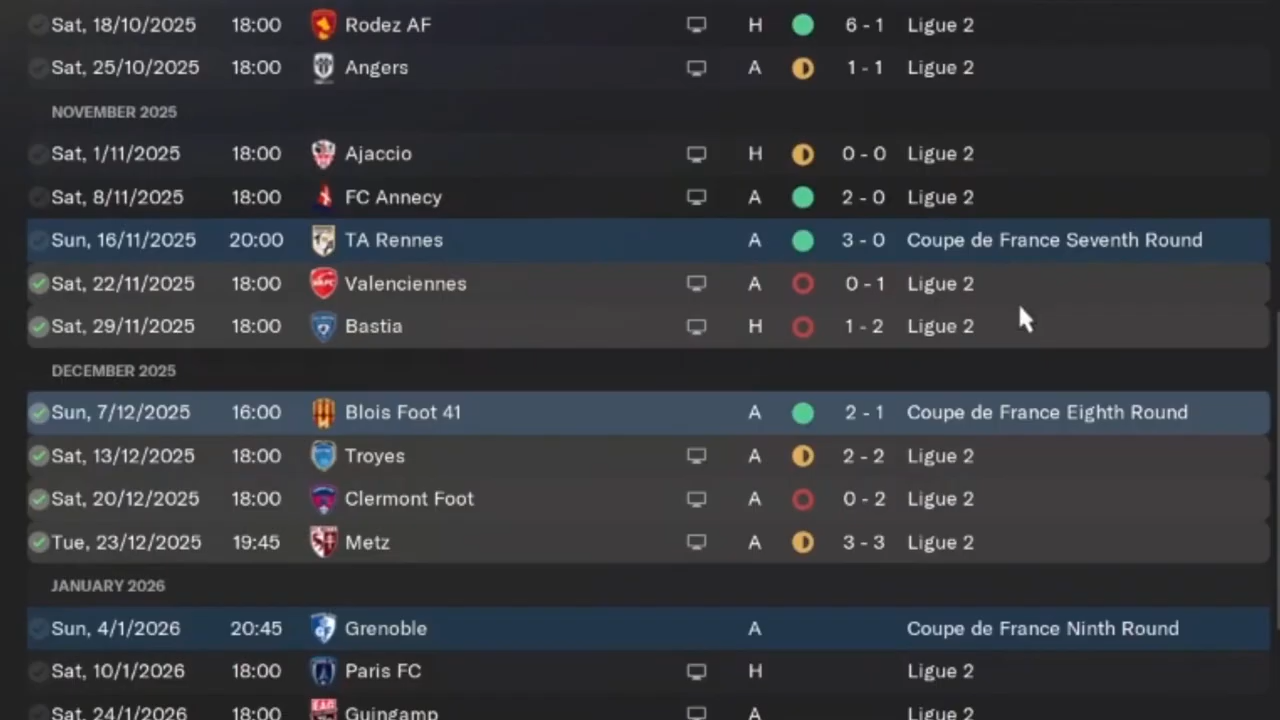 Sat, 18/10/2025 18:00 Rodez AF H 6 - 1 Ligue 2
Sat, 25/10/2025 18:00 Angers A 1 - 1 Ligue 2
NOVEMBER 2025
Sat, 1/11/2025 18:00 Ajaccio H 0 - 0 Ligue 2
Sat, 8/11/2025 18:00 FC Annecy A 2 - 0 Ligue 2
Sun, 16/11/2025 20:00 TA Rennes A 3 - 0 Coupe de France Seventh Round
Sat, 22/11/2025 18:00 Valenciennes A 0 - 1 Ligue 2
Sat, 29/11/2025 18:00 Bastia H 1 - 2 Ligue 2
DECEMBER 2025
Sun, 7/12/2025 16:00 Blois Foot 41 A 2 - 1 Coupe de France Eighth Round
Sat, 13/12/2025 18:00 Troyes A 2 - 2 Ligue 2
Sat, 20/12/2025 18:00 Clermont Foot A 0 - 2 Ligue 2
Tue, 23/12/2025 19:45 Metz A 3 - 3 Ligue 2
JANUARY 2026
Sun, 4/1/2026 20:45 Grenoble A Coupe de France Ninth Round
Sat, 10/1/2026 18:00 Paris FC H Ligue 2
Sat, 24/1/2026 18:00 Guingamp A Ligue 2